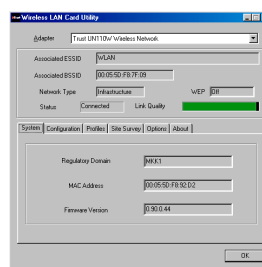 Wireless LAN Card Utility
Adapter Trust UN110W Wireless Network
Associated ESSID WLAN
Associated BSSID 00:05:5D:F8:7F:09
Network Type Infrastructure WEP Off
Status Connected Link Quality
System Configuration Profiles Site Survey Options About
Regulatory Domain MKK1
MAC Address 00:05:5D:F8:92:D2
Firmware Version 0.90.0.44
OK